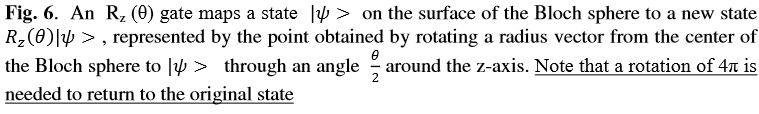 Fig. 6. An R_z (θ) gate maps a state |ψ > on the surface of the Bloch sphere to a new state
R_z(θ)|ψ > , represented by the point obtained by rotating a radius vector from the center of
the Bloch sphere to |ψ > through an angle θ/2 around the z-axis. Note that a rotation of 4π is
needed to return to the original state